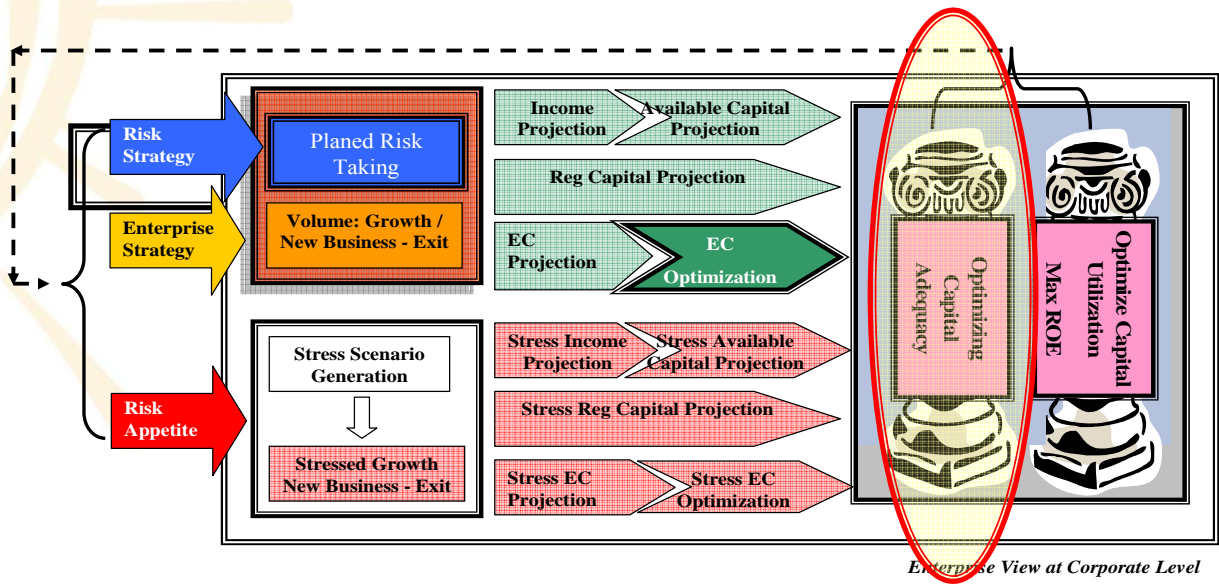 Risk
Strategy
Enterprise
Strategy
Risk
Appetite
Planed Risk
Taking
Volume: Growth /
New Business - Exit
Stress Scenario
Generation
Stressed Growth
New Business - Exit
Income
Projection
Available Capital
Projection
Reg Capital Projection
EC
Projection
EC
Optimization
Stress Income
Projection
Stress Available
Capital Projection
Stress Reg Capital Projection
Stress EC
Projection
Stress EC
Optimization
Optimizing
Capital
Adequacy
Optimize Capital
Utilization
Max ROE
Enterprise View at Corporate Level